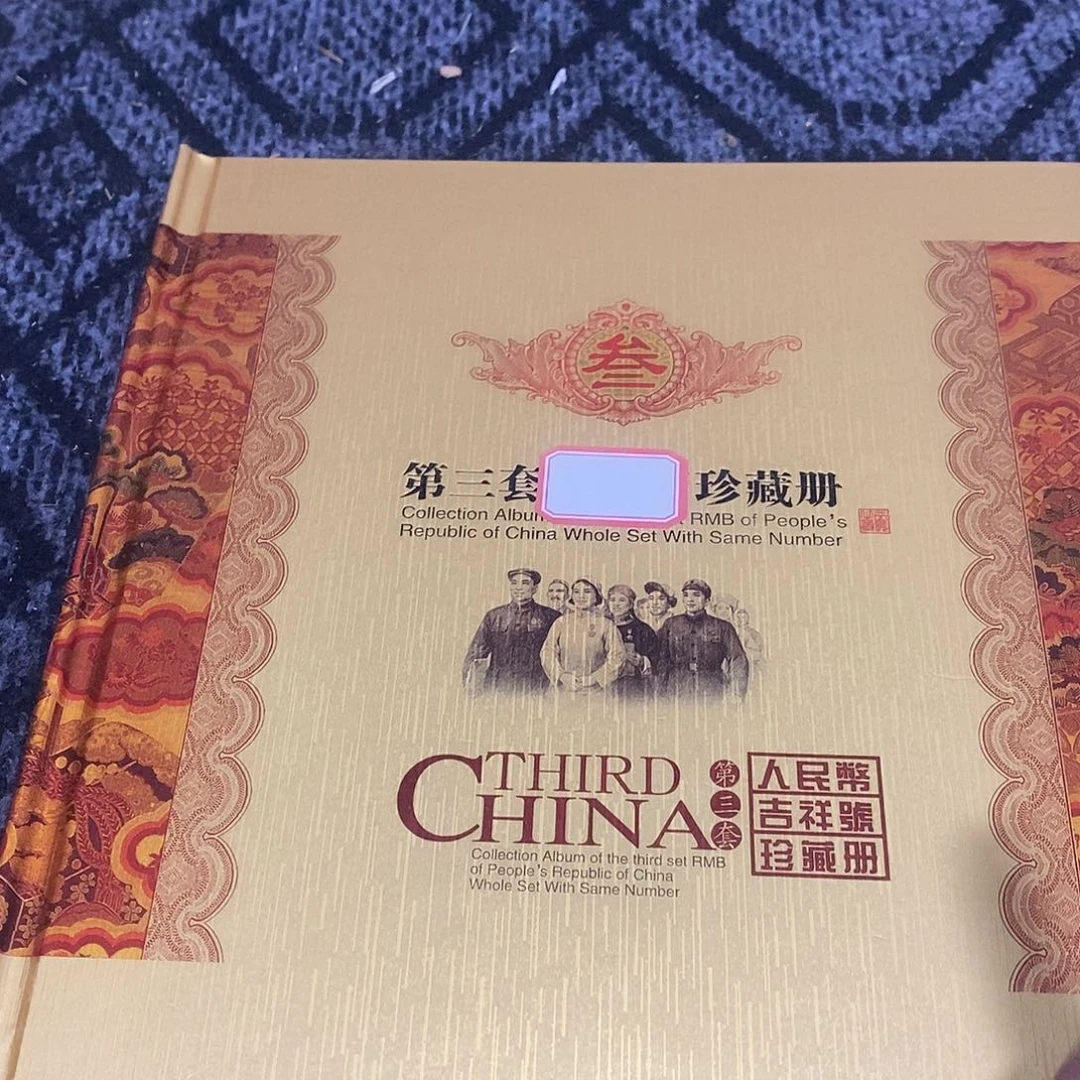 叁
第三套 珍藏册
Collection Album RMB of People's
Republic of China Whole Set With Same Number
THIRD
CHINA
第三套
人民幣
吉祥號
珍藏册
Collection Album of the third set RMB
of People's Republic of China
Whole Set With Same Number